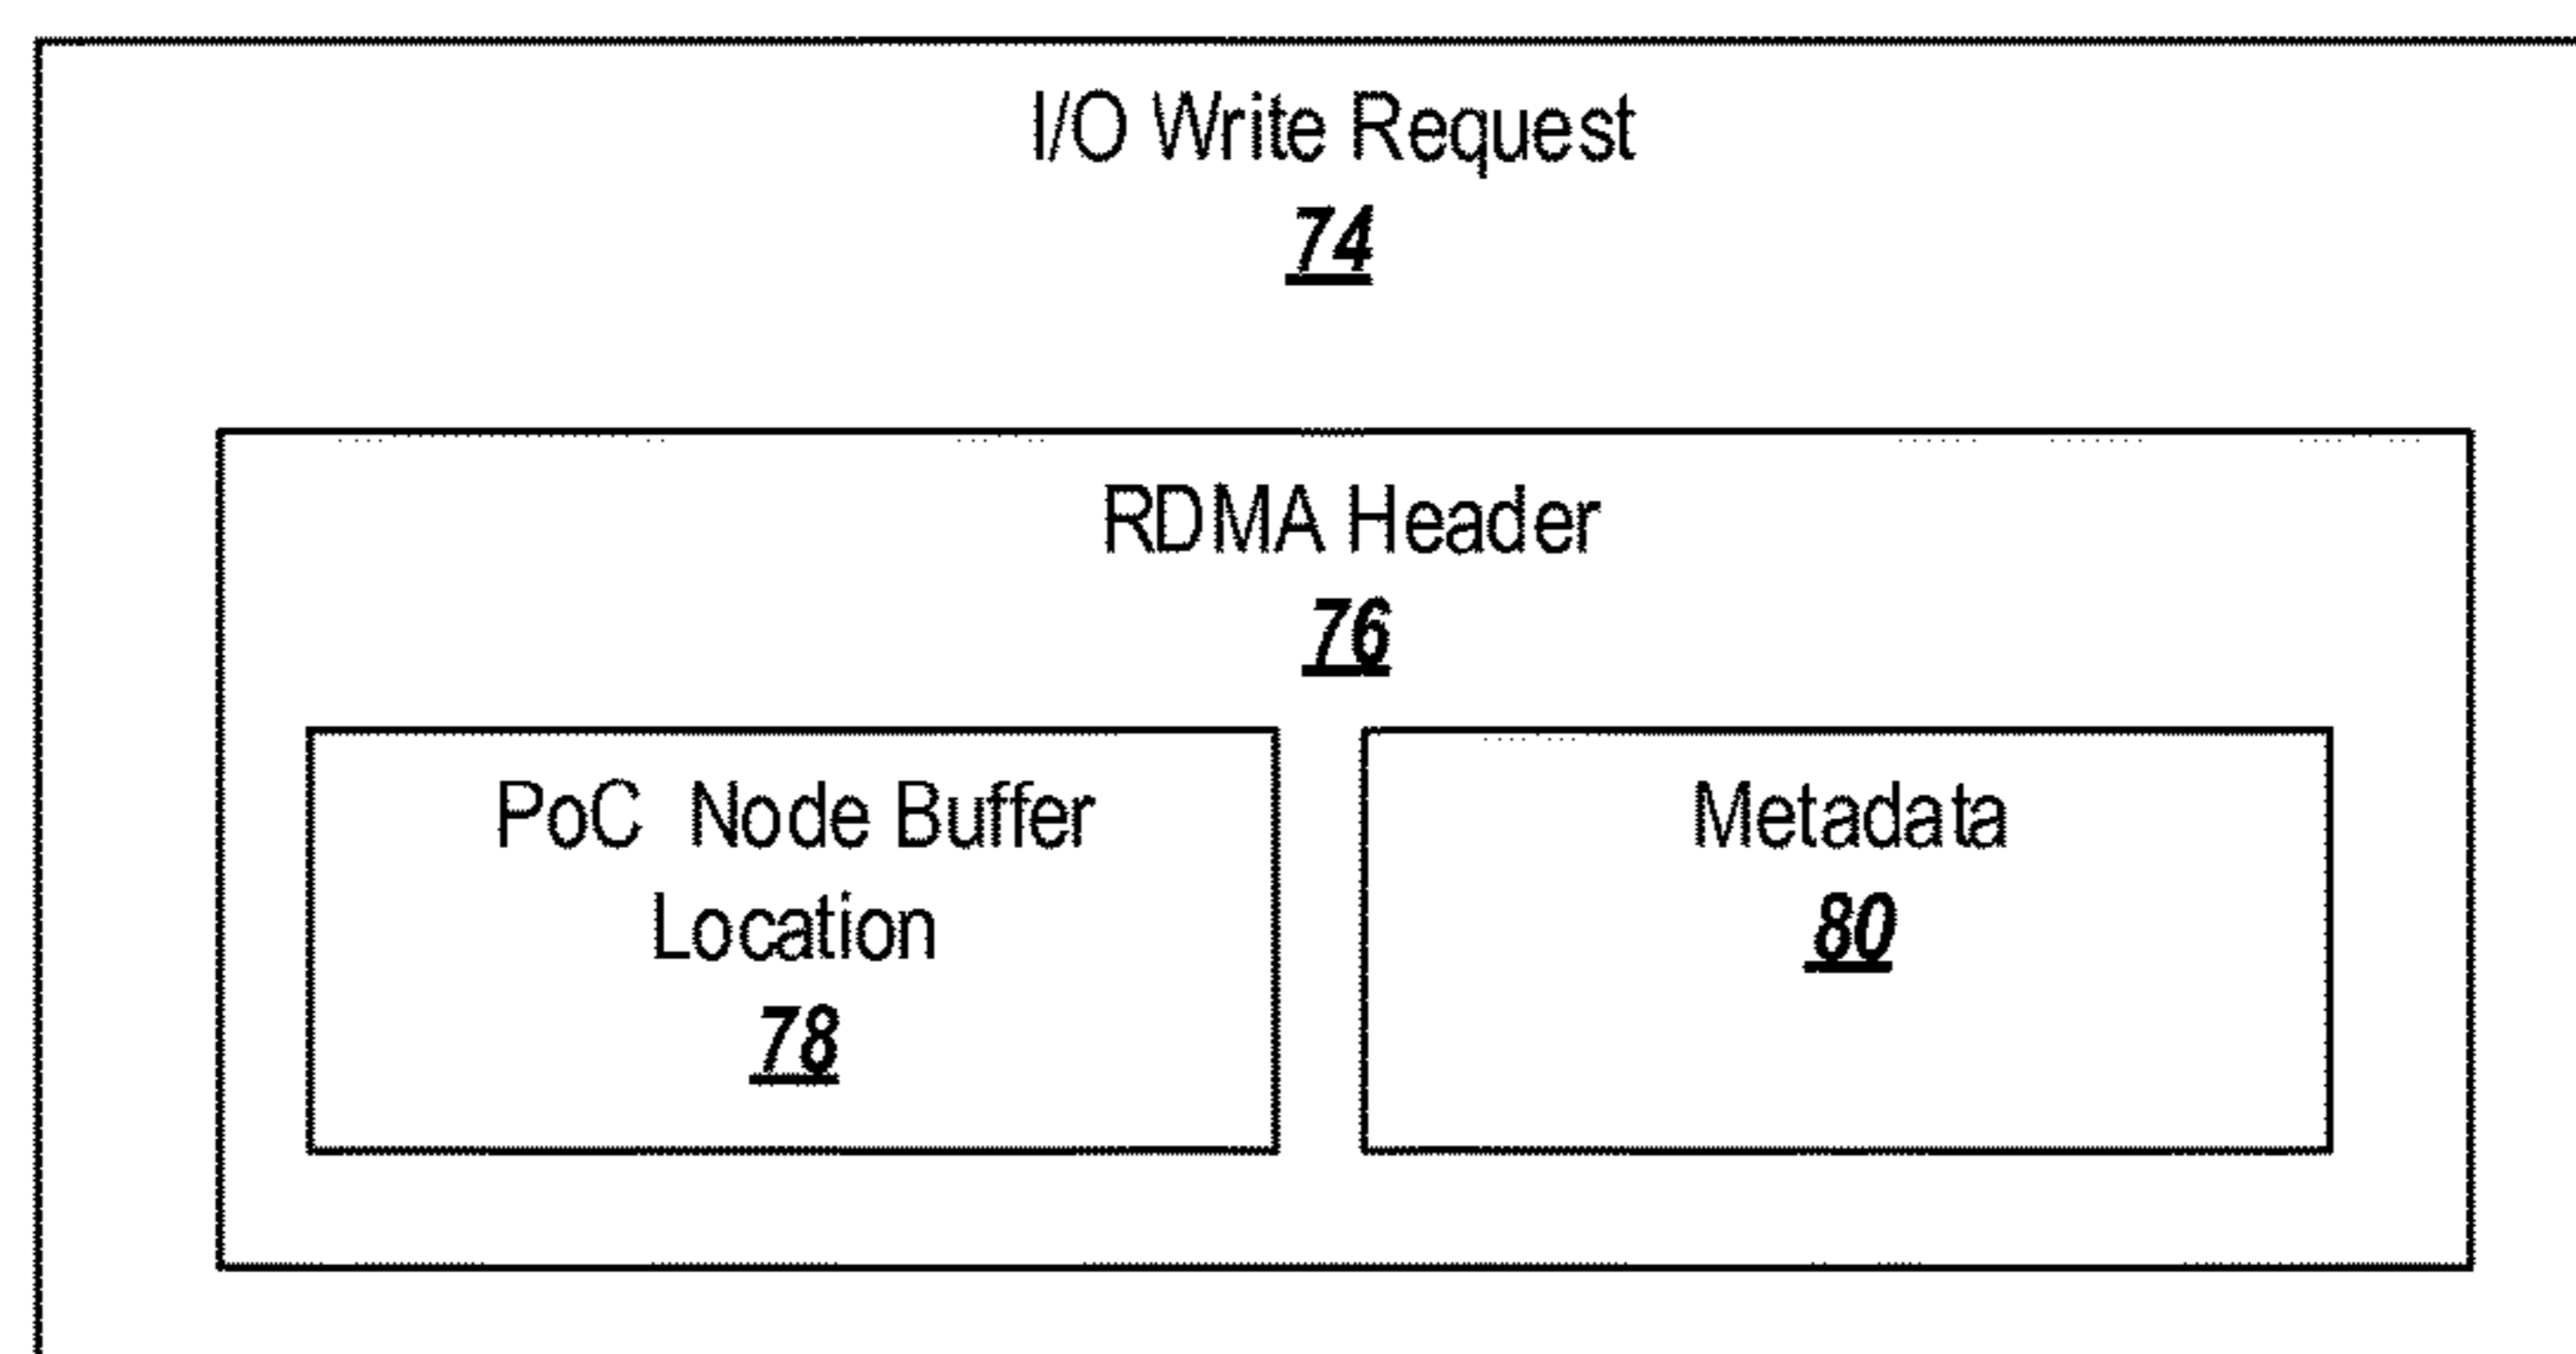 I/O Write Request
74
RDMA Header
76
PoC Node Buffer
Location
78
Metadata
80